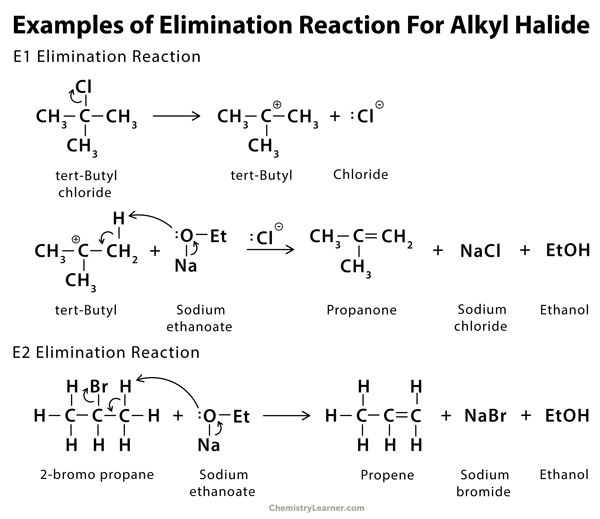 Examples of Elimination Reaction For Alkyl Halide
E1 Elimination Reaction
Cl
CH₃–C–CH₃
CH₃
tert-Butyl
chloride
⊕
CH₃–C–CH₃ + :Cl⊖
CH₃
tert-Butyl
Chloride
H
⊕
CH₃–C–CH₂ + :O–Et
CH₃
Na
:Cl⊖
CH₃–C=CH₂ + NaCl + EtOH
CH₃
tert-Butyl
Sodium
ethanoate
Propanone
Sodium
chloride
Ethanol
E2 Elimination Reaction
H Br H
H–C–C–C–H + :O–Et
H H H
Na
H H
H–C–C=C + NaBr + EtOH
H H H
2-bromo propane
Sodium
ethanoate
Propene
Sodium
bromide
Ethanol
ChemistryLearner.com